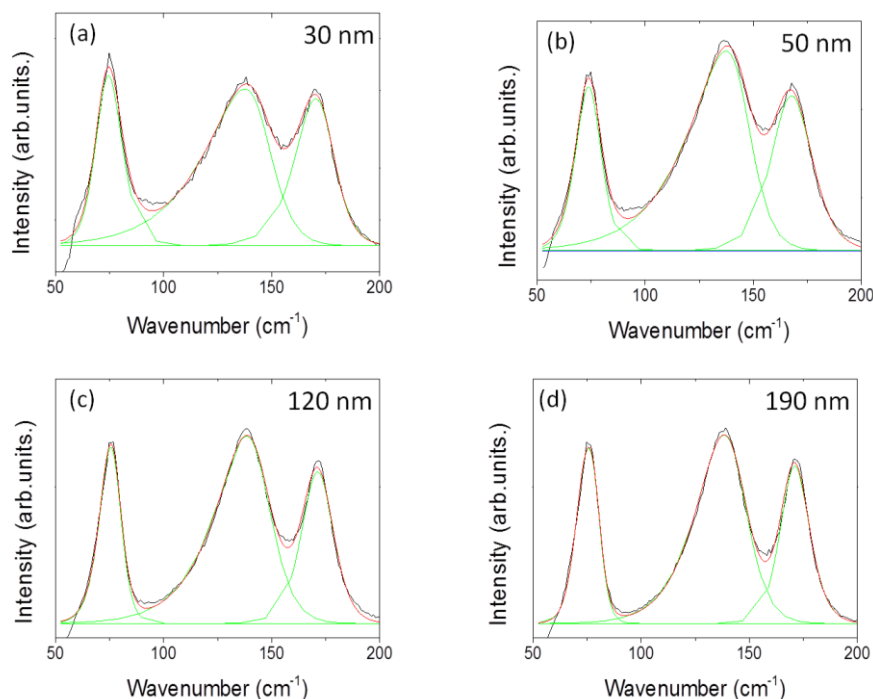 (a)
30 nm
Intensity (arb.units.)
50
100
150
200
Wavenumber (cm⁻¹)
(b)
50 nm
Intensity (arb.units.)
50
100
150
200
Wavenumber (cm⁻¹)
(c)
120 nm
Intensity (arb.units.)
50
100
150
200
Wavenumber (cm⁻¹)
(d)
190 nm
Intensity (arb.units.)
50
100
150
200
Wavenumber (cm⁻¹)